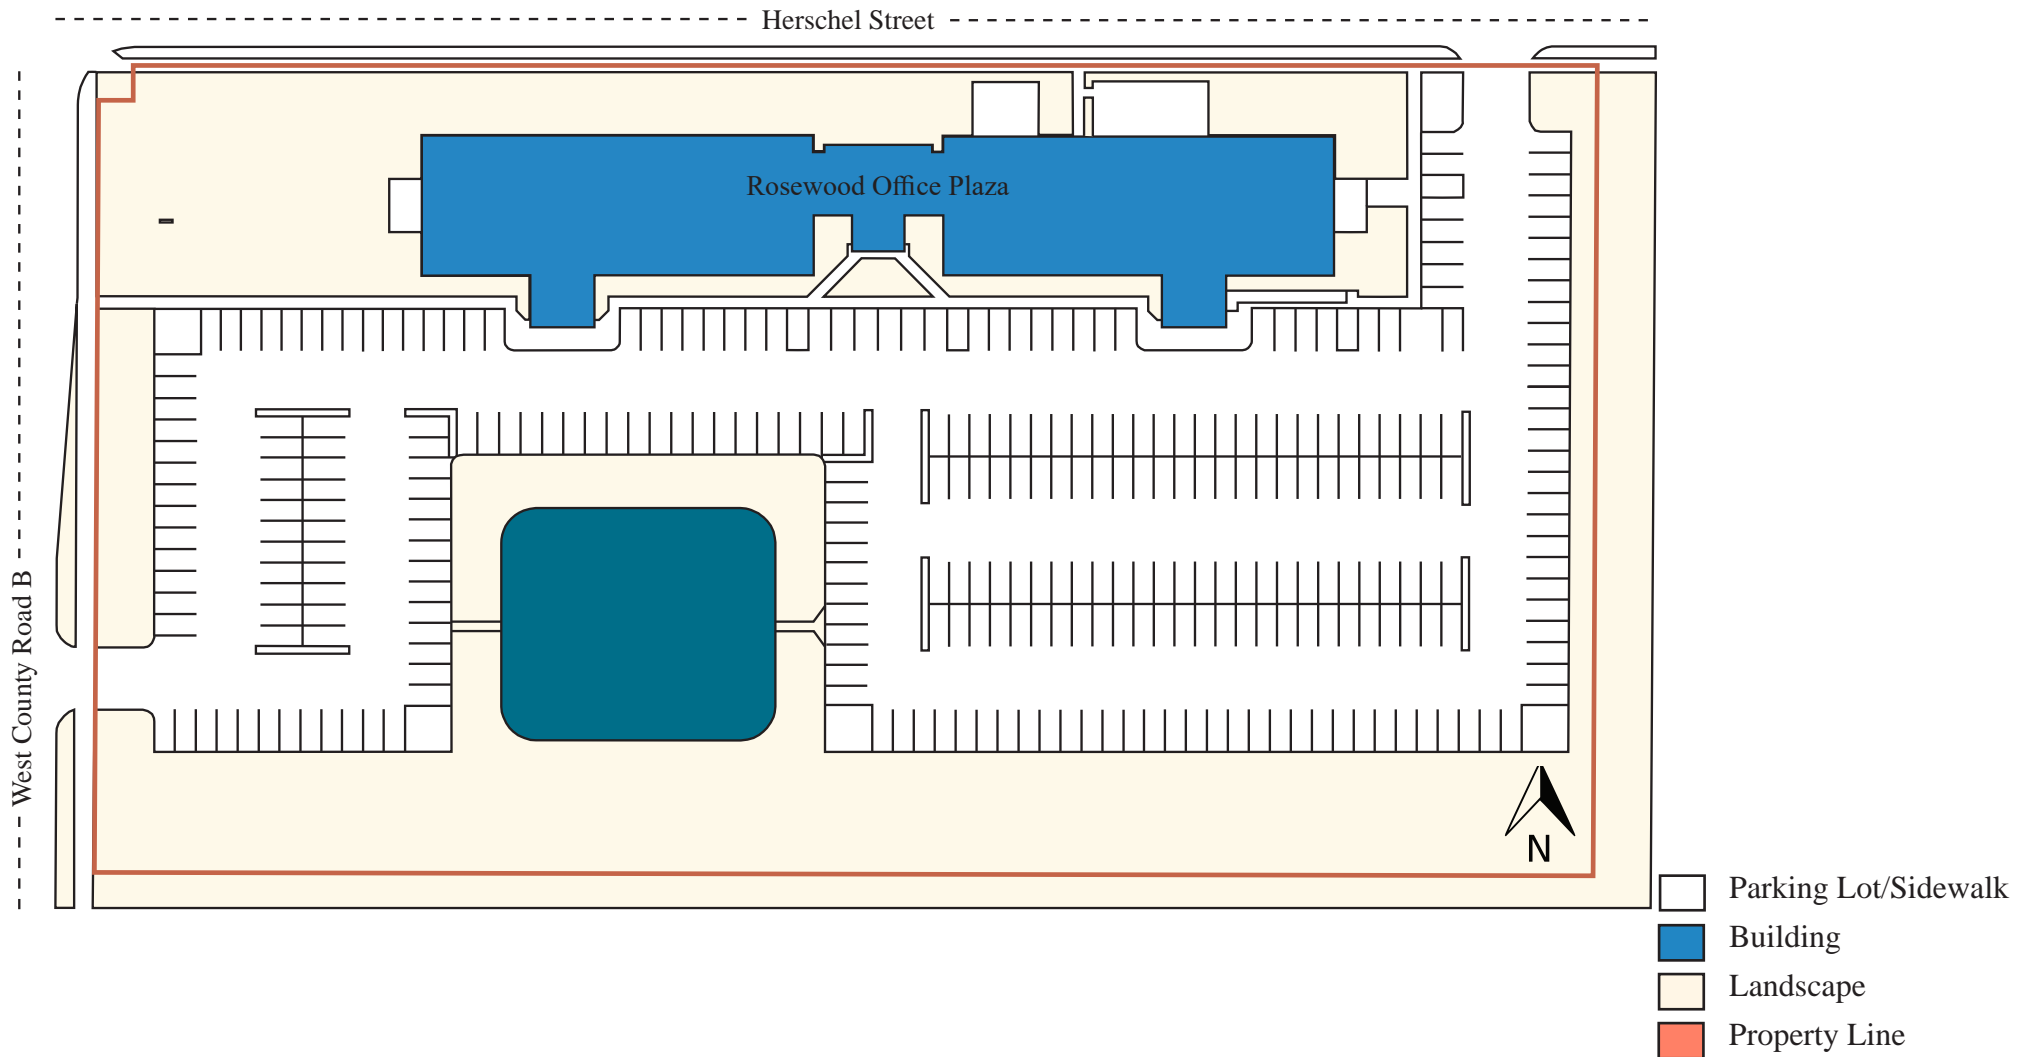 Herschel Street
Rosewood Office Plaza
West County Road B
N
Parking Lot/Sidewalk
Building
Landscape
Property Line